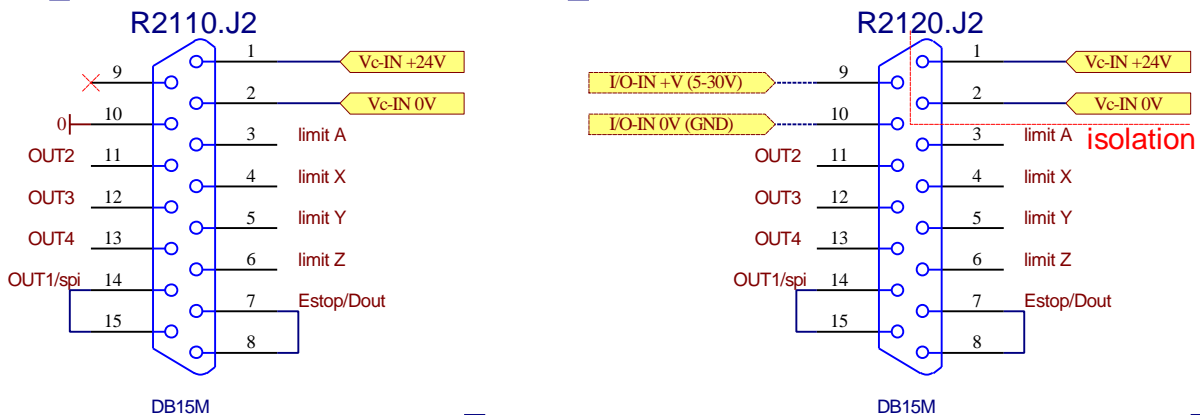 R2110.J2
1
Vc-IN +24V
9
2
Vc-IN 0V
0
10
3
limit A
OUT2
11
4
limit X
OUT3
12
5
limit Y
OUT4
13
6
limit Z
OUT1/spi
14
7
Estop/Dout
15
8
DB15M
R2120.J2
1
Vc-IN +24V
I/O-IN +V (5-30V)
9
2
Vc-IN 0V
I/O-IN 0V (GND)
10
3
limit A
isolation
OUT2
11
4
limit X
OUT3
12
5
limit Y
OUT4
13
6
limit Z
OUT1/spi
14
7
Estop/Dout
15
8
DB15M